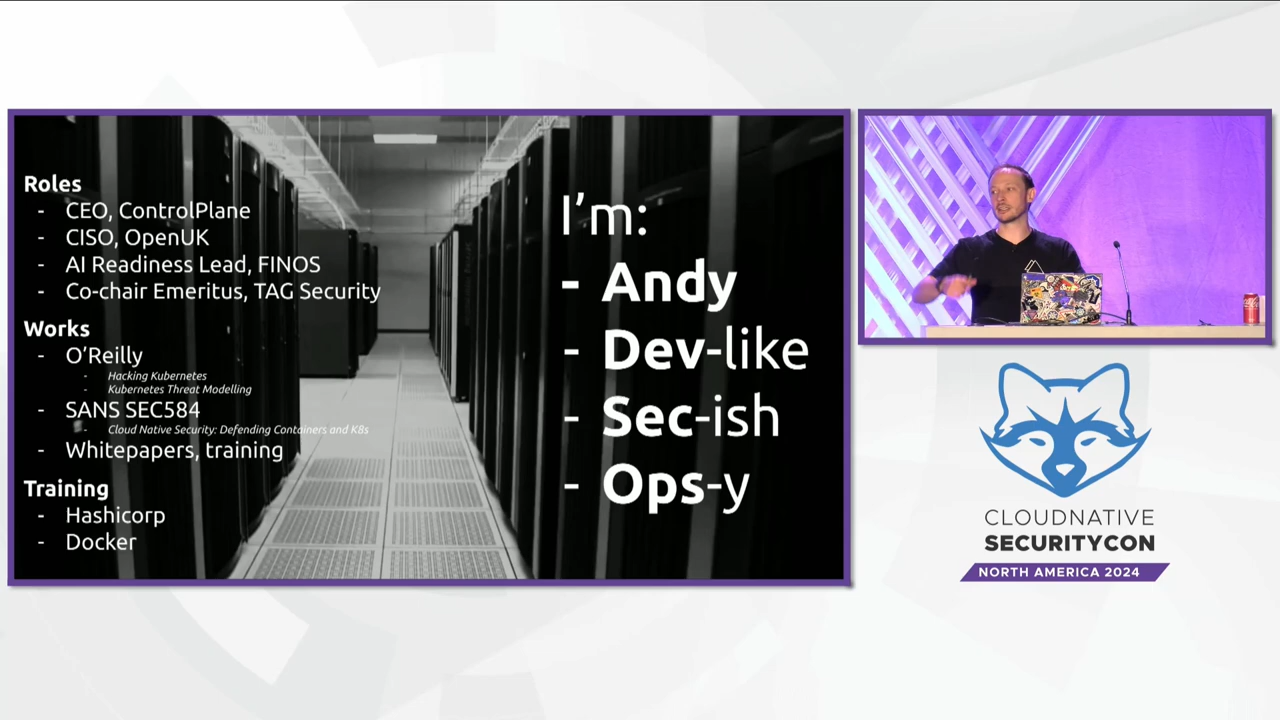 Roles
- CEO, ControlPlane
- CISO, OpenUK
- AI Readiness Lead, FINOS
- Co-chair Emeritus, TAG Security
Works
- O'Reilly
- Hacking Kubernetes
- Kubernetes Threat Modelling
- SANS SEC584
- Cloud Native Security: Defending Containers and K8s
- Whitepapers, training
Training
- Hashicorp
- Docker
I'm:
- Andy
- Dev-like
- Sec-ish
- Ops-y
CLOUDNATIVE
SECURITYCON
NORTH AMERICA 2024